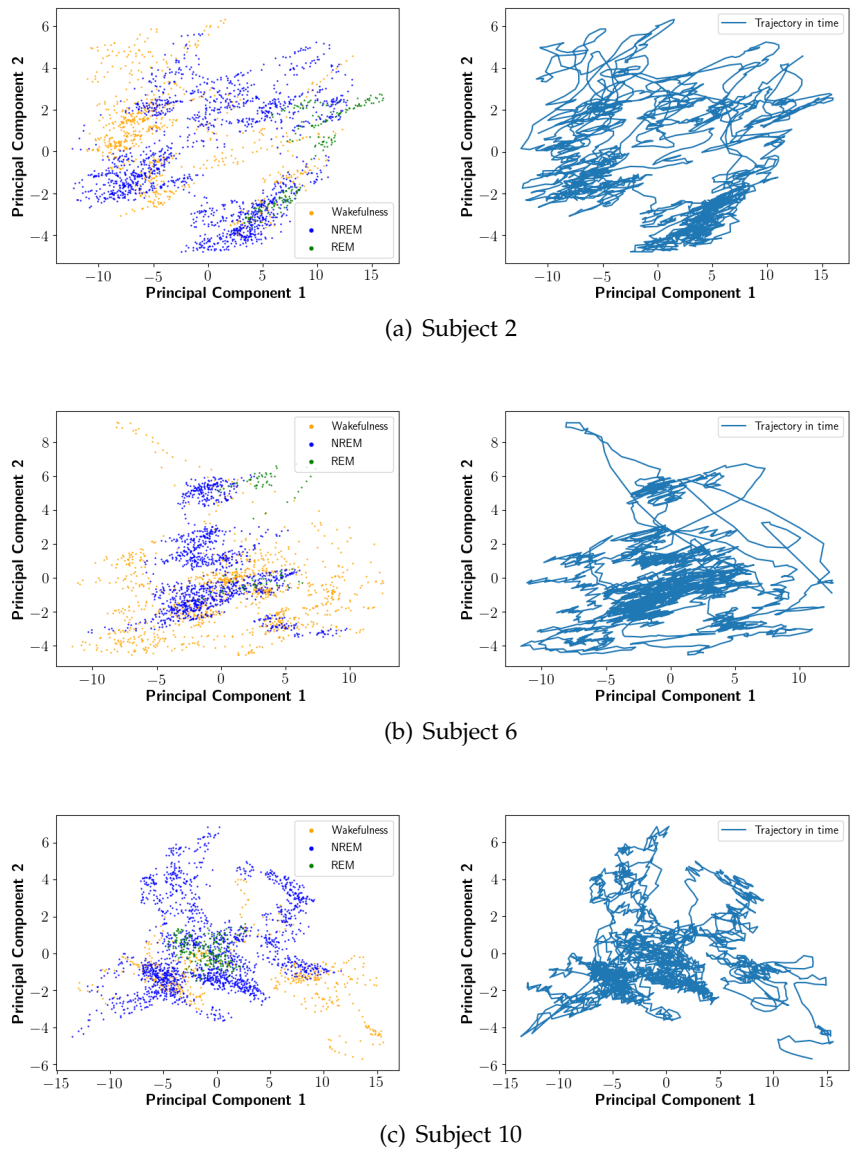 6
4
2
0
−2
−4
−10
−5
0
5
10
15
Principal Component 2
Principal Component 1
Wakefulness
NREM
REM
6
4
2
0
−2
−4
−10
−5
0
5
10
15
Principal Component 2
Principal Component 1
Trajectory in time
(a) Subject 2
8
6
4
2
0
−2
−4
−10
−5
0
5
10
Principal Component 2
Principal Component 1
Wakefulness
NREM
REM
8
6
4
2
0
−2
−4
−10
−5
0
5
10
Principal Component 2
Principal Component 1
Trajectory in time
(b) Subject 6
6
4
2
0
−2
−4
−6
−15
−10
−5
0
5
10
15
Principal Component 2
Principal Component 1
Wakefulness
NREM
REM
6
4
2
0
−2
−4
−6
−15
−10
−5
0
5
10
15
Principal Component 2
Principal Component 1
Trajectory in time
(c) Subject 10